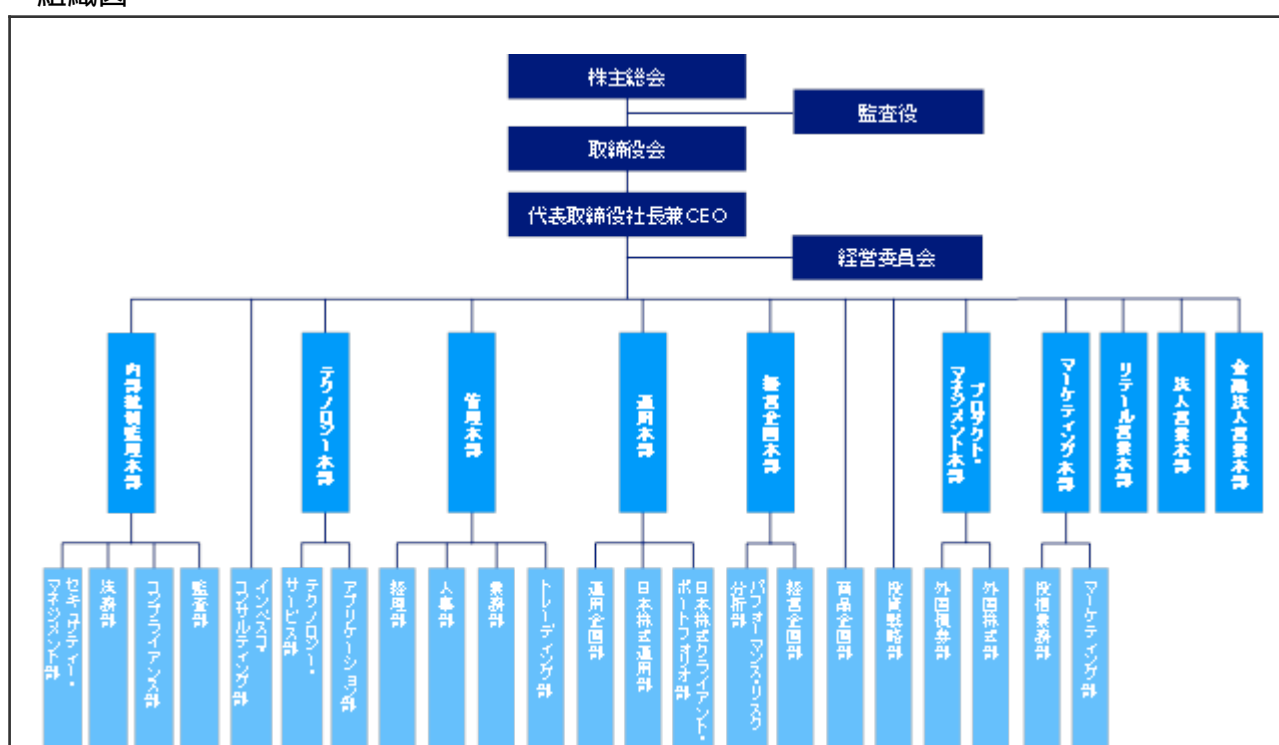 組織図
株主総会
監査役
取締役会
代表取締役社長兼CEO
経営委員会
内部統制監理本部
テクノロジー本部
管理本部
運用本部
経営企画本部
プロダクト・
マネジメント本部
マーケティング本部
リテール営業本部
法人営業本部
金融法人営業本部
セキュリティー・
マネジメント部
法務部
コンプライアンス部
監査部
インベスコ
コンサルティング部
テクノロジー・
サービス部
アプリケーション部
経理部
人事部
業務部
トレーディング部
運用企画部
日本株式運用部
日本株式クライアント・
ポートフォリオ部
パフォーマンス・リスク
分析部
経営企画部
商品企画部
投資戦略部
外国債券部
外国株式部
投信業務部
マーケティング部